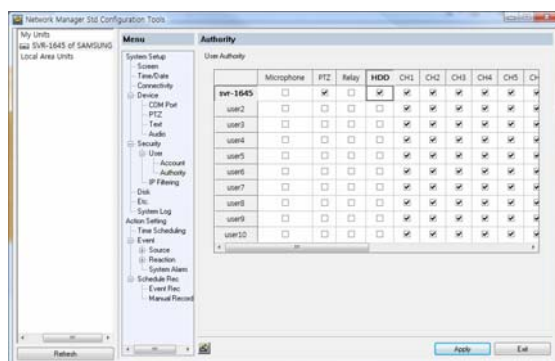 Network Manager Std Configuration Tools
My Units
SVR-1645 of SAMSUNG
Local Area Units
Refresh
Menu
System Setup
Screen
Time/Date
Connectivity
Device
COM Port
PTZ
Text
Audio
Security
User
Account
Authority
IP Filtering
Disk
Etc.
System Log
Action Setting
Time Scheduling
Event
Source
Reaction
System Alarm
Schedule Rec
Event Rec
Manual Record
Authority
User Authority
Microphone PTZ Relay HDD CH1 CH2 CH3 CH4 CH5 CH
svr-1645
user2
user3
user4
user5
user6
user7
user8
user9
user10
Apply Exit